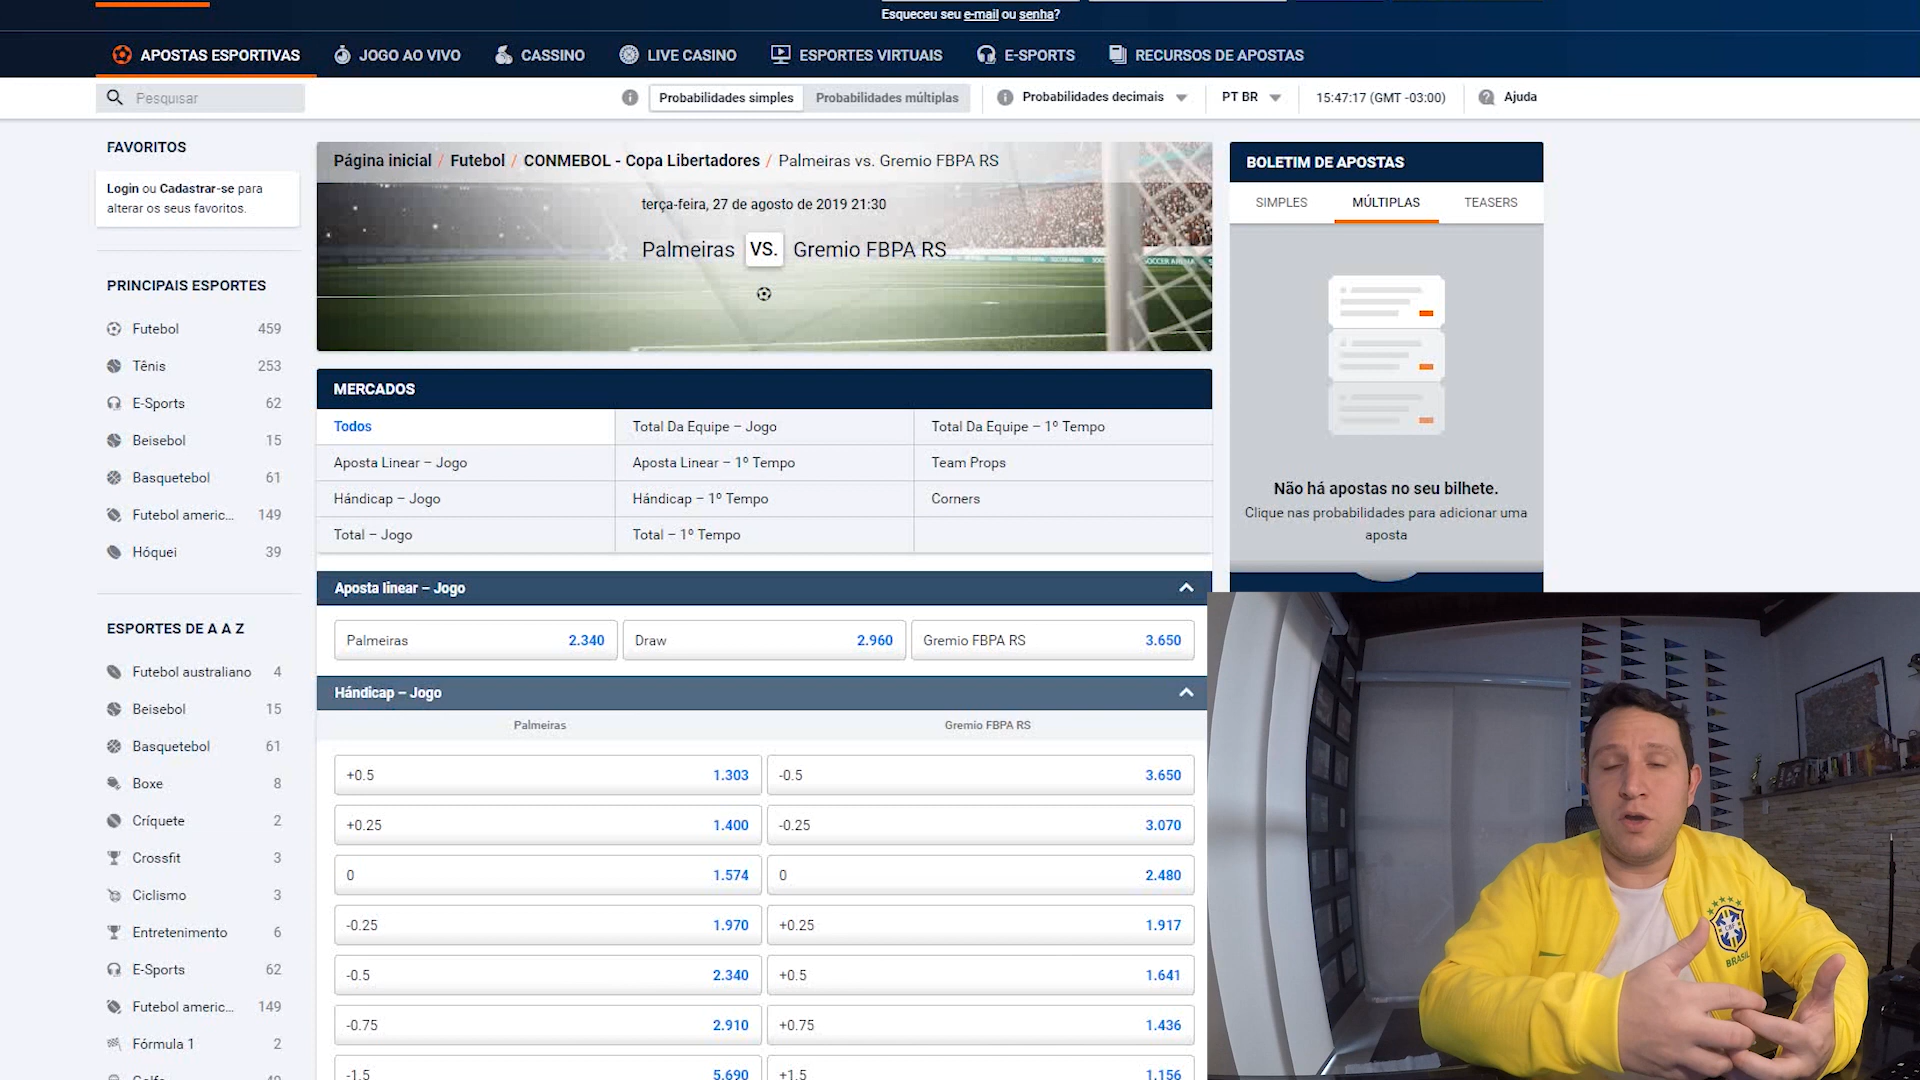 Esqueceu seu e-mail ou senha?
APOSTAS ESPORTIVAS
JOGO AO VIVO
CASSINO
LIVE CASINO
ESPORTES VIRTUAIS
E-SPORTS
RECURSOS DE APOSTAS
Pesquisar
Probabilidades simples
Probabilidades múltiplas
Probabilidades decimais
PT BR
15:47:17 (GMT -03:00)
Ajuda
FAVORITOS
Login ou Cadastrar-se para
alterar os seus favoritos.
PRINCIPAIS ESPORTES
Futebol 459
Tênis 253
E-Sports 62
Beisebol 15
Basquetebol 61
Futebol americ... 149
Hóquei 39
ESPORTES DE A A Z
Futebol australiano 4
Beisebol 15
Basquetebol 61
Boxe 8
Críquete 2
Crossfit 3
Ciclismo 3
Entretenimento 6
E-Sports 62
Futebol americ... 149
Fórmula 1 2
Página inicial / Futebol / CONMEBOL - Copa Libertadores / Palmeiras vs. Gremio FBPA RS
terça-feira, 27 de agosto de 2019 21:30
Palmeiras VS. Gremio FBPA RS
SOCCER ARENA
MERCADOS
Todos
Total Da Equipe – Jogo
Total Da Equipe – 1º Tempo
Aposta Linear – Jogo
Aposta Linear – 1º Tempo
Team Props
Hándicap – Jogo
Hándicap – 1º Tempo
Corners
Total – Jogo
Total – 1º Tempo
Aposta linear – Jogo
Palmeiras 2.340
Draw 2.960
Gremio FBPA RS 3.650
Hándicap – Jogo
Palmeiras
Gremio FBPA RS
+0.5 1.303
-0.5 3.650
+0.25 1.400
-0.25 3.070
0 1.574
0 2.480
-0.25 1.970
+0.25 1.917
-0.5 2.340
+0.5 1.641
-0.75 2.910
+0.75 1.436
-1.5 5.690
+1.5 1.156
BOLETIM DE APOSTAS
SIMPLES
MÚLTIPLAS
TEASERS
Não há apostas no seu bilhete.
Clique nas probabilidades para adicionar uma
aposta
CBF
BRASIL